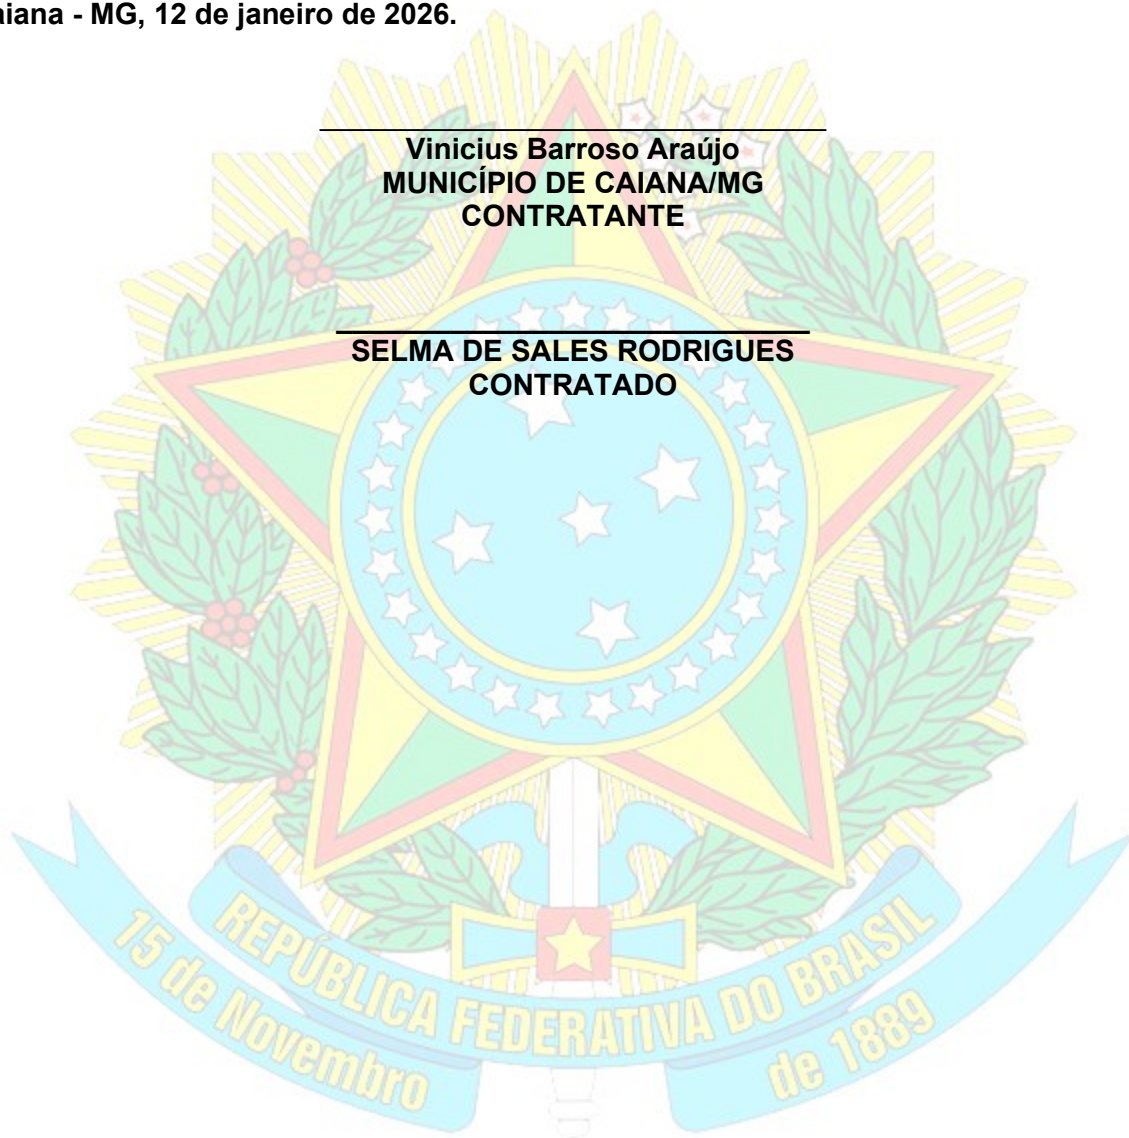 aiana - MG, 12 de janeiro de 2026.
Vinicius Barroso Araújo
MUNICÍPIO DE CAIANA/MG
CONTRATANTE
SELMA DE SALES RODRIGUES
CONTRATADO
REPÚBLICA FEDERATIVA DO BRASIL
15 de Novembro
de 1889